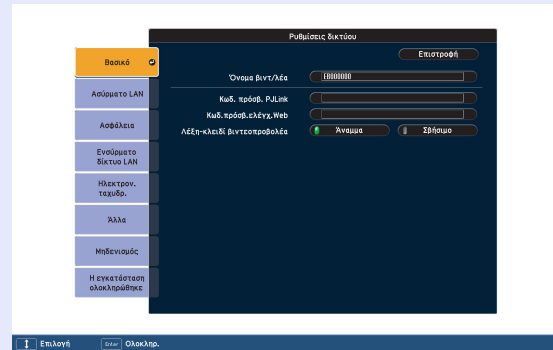 Ρυθμίσεις δικτύου
Επιστροφή
Βασικό
Όνομα βιντ/λέα EB000000
Ασύρματο LAN
Κωδ. πρόσβ. PJLink
Κωδ.πρόσβ.ελέγχ.Web
Ασφάλεια
Λέξη-κλειδί βιντεοπροβολέα Άναμμα Σβήσιμο
Ενσύρματο
δίκτυο LAN
Ηλεκτρον.
ταχυδρ.
Άλλα
Μηδενισμός
Η εγκατάσταση
ολοκληρώθηκε
Επιλογή Enter Ολοκληρ.